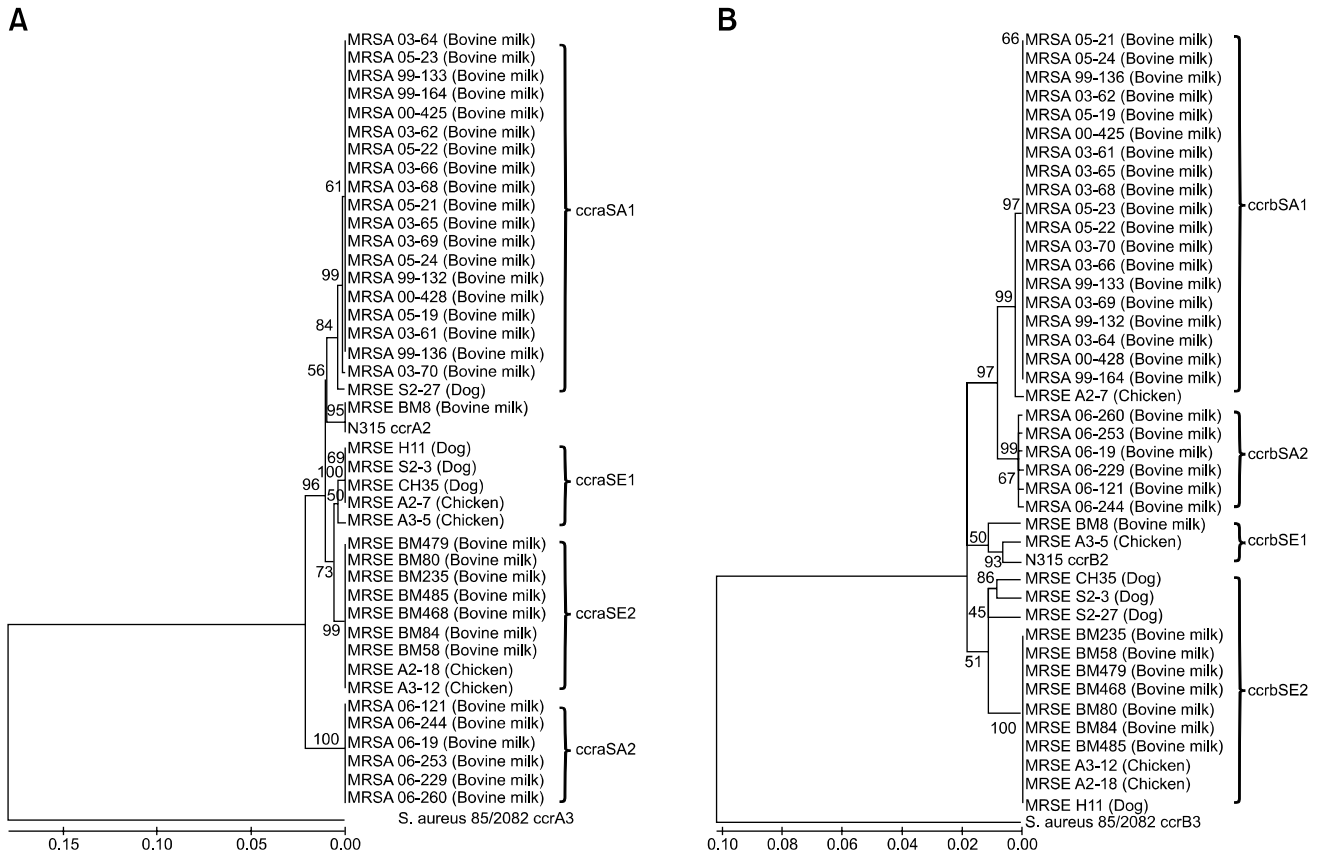 A
MRSA 03-64 (Bovine milk)
MRSA 05-23 (Bovine milk)
MRSA 99-133 (Bovine milk)
MRSA 99-164 (Bovine milk)
MRSA 00-425 (Bovine milk)
MRSA 03-62 (Bovine milk)
MRSA 05-22 (Bovine milk)
MRSA 03-66 (Bovine milk)
61
MRSA 03-68 (Bovine milk)
MRSA 05-21 (Bovine milk)
ccraSA1
MRSA 03-65 (Bovine milk)
MRSA 03-69 (Bovine milk)
MRSA 05-24 (Bovine milk)
99
MRSA 99-132 (Bovine milk)
MRSA 00-428 (Bovine milk)
MRSA 05-19 (Bovine milk)
84
MRSA 03-61 (Bovine milk)
MRSA 99-136 (Bovine milk)
56
MRSA 03-70 (Bovine milk)
MRSE S2-27 (Dog)
95
MRSE BM8 (Bovine milk)
N315 ccrA2
MRSE H11 (Dog)
69
MRSE S2-3 (Dog)
100
96
MRSE CH35 (Dog)
ccraSE1
50
MRSE A2-7 (Chicken)
MRSE A3-5 (Chicken)
MRSE BM479 (Bovine milk)
MRSE BM80 (Bovine milk)
73
MRSE BM235 (Bovine milk)
MRSE BM485 (Bovine milk)
MRSE BM468 (Bovine milk)
ccraSE2
99
MRSE BM84 (Bovine milk)
MRSE BM58 (Bovine milk)
MRSE A2-18 (Chicken)
MRSE A3-12 (Chicken)
MRSA 06-121 (Bovine milk)
MRSA 06-244 (Bovine milk)
100
MRSA 06-19 (Bovine milk)
ccraSA2
MRSA 06-253 (Bovine milk)
MRSA 06-229 (Bovine milk)
MRSA 06-260 (Bovine milk)
S. aureus 85/2082 ccrA3
0.15 0.10 0.05 0.00
B
66
MRSA 05-21 (Bovine milk)
MRSA 05-24 (Bovine milk)
MRSA 99-136 (Bovine milk)
MRSA 03-62 (Bovine milk)
MRSA 05-19 (Bovine milk)
MRSA 00-425 (Bovine milk)
MRSA 03-61 (Bovine milk)
MRSA 03-65 (Bovine milk)
MRSA 03-68 (Bovine milk)
97
MRSA 05-23 (Bovine milk)
ccrbSA1
MRSA 05-22 (Bovine milk)
MRSA 03-70 (Bovine milk)
MRSA 03-66 (Bovine milk)
MRSA 99-133 (Bovine milk)
99
MRSA 03-69 (Bovine milk)
MRSA 99-132 (Bovine milk)
MRSA 03-64 (Bovine milk)
MRSA 00-428 (Bovine milk)
97
MRSA 99-164 (Bovine milk)
MRSE A2-7 (Chicken)
MRSA 06-260 (Bovine milk)
MRSA 06-253 (Bovine milk)
99
MRSA 06-19 (Bovine milk)
ccrbSA2
MRSA 06-229 (Bovine milk)
67
MRSA 06-121 (Bovine milk)
MRSA 06-244 (Bovine milk)
MRSE BM8 (Bovine milk)
50
MRSE A3-5 (Chicken)
ccrbSE1
93
N315 ccrB2
86
MRSE CH35 (Dog)
MRSE S2-3 (Dog)
45
MRSE S2-27 (Dog)
MRSE BM235 (Bovine milk)
MRSE BM58 (Bovine milk)
51
MRSE BM479 (Bovine milk)
MRSE BM468 (Bovine milk)
ccrbSE2
MRSE BM80 (Bovine milk)
100
MRSE BM84 (Bovine milk)
MRSE BM485 (Bovine milk)
MRSE A3-12 (Chicken)
MRSE A2-18 (Chicken)
MRSE H11 (Dog)
S. aureus 85/2082 ccrB3
0.10 0.08 0.06 0.04 0.02 0.00